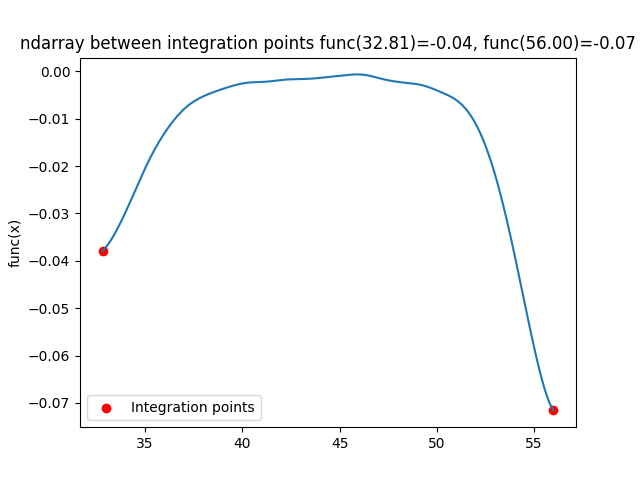 ndarray between integration points func(32.81)=-0.04, func(56.00)=-0.07
0.00
−0.01
−0.02
−0.03
−0.04
−0.05
−0.06
−0.07
func(x)
Integration points
35 40 45 50 55